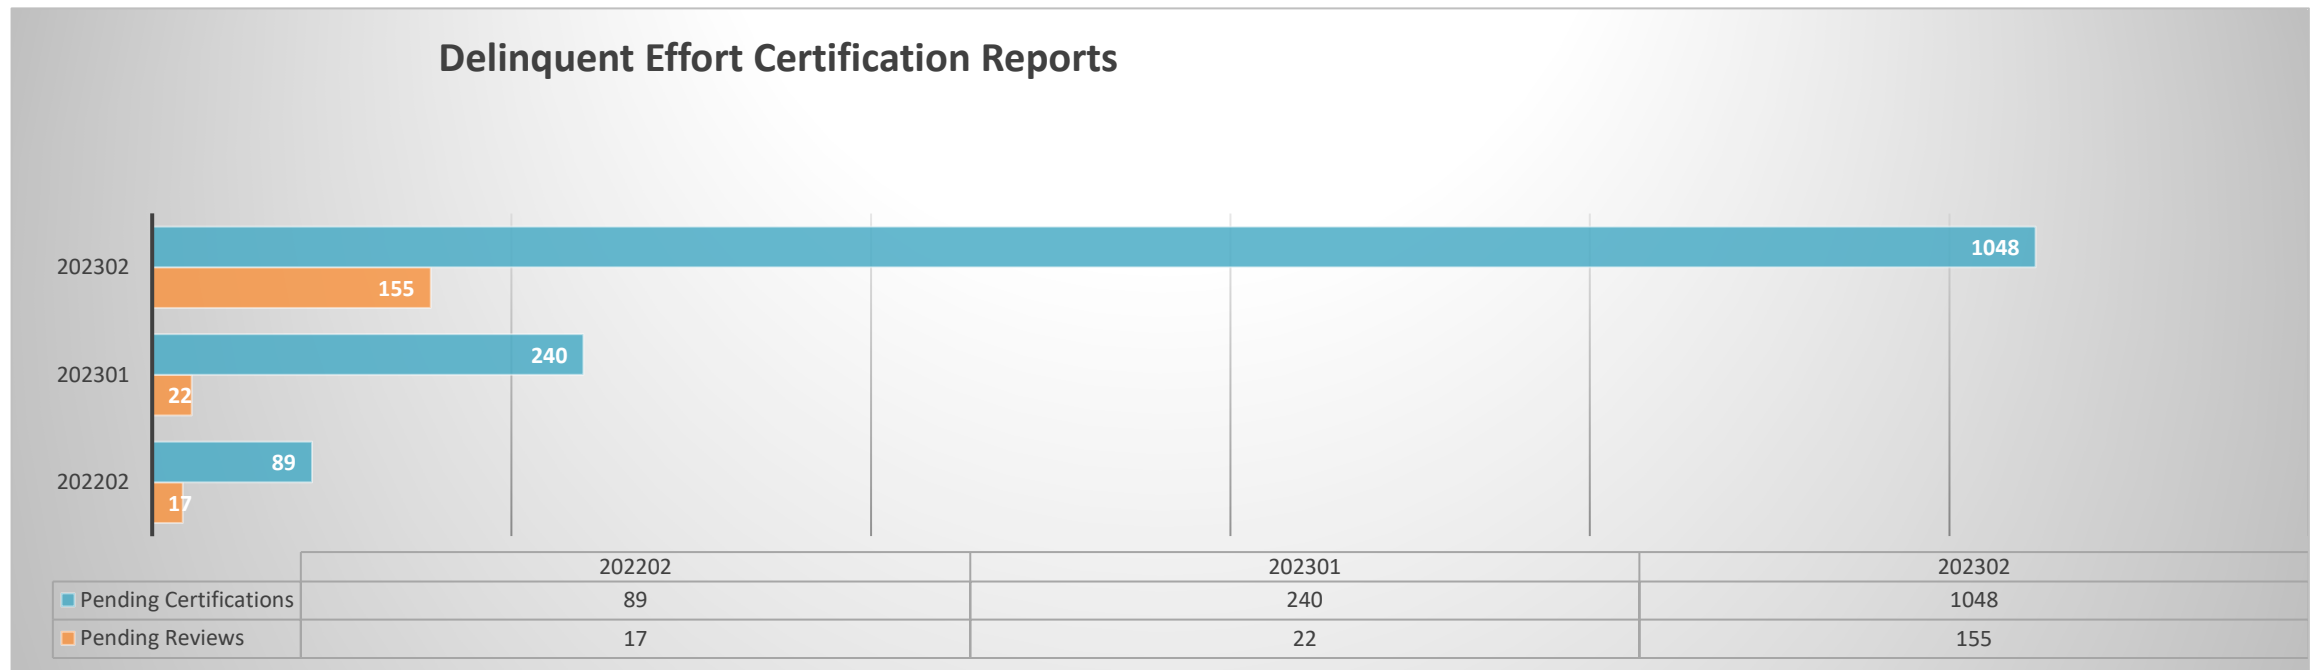 Delinquent Effort Certification Reports
202302
1048
155
202301
240
22
202202
89
17
202202 202301 202302
Pending Certifications 89 240 1048
Pending Reviews 17 22 155